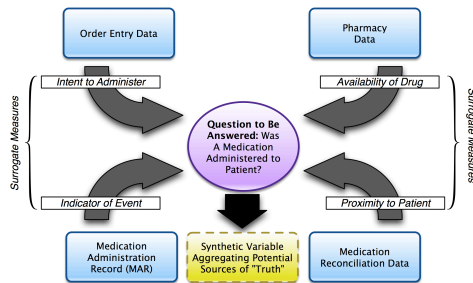 Order Entry Data
Pharmacy
Data
Intent to Administer
Availability of Drug
Surrogate Measures
Surrogate Measures
Question to Be
Answered: Was
A Medication
Administered to
Patient?
Indicator of Event
Proximity to Patient
Medication
Administration
Record (MAR)
Synthetic Variable
Aggregating Potential
Sources of "Truth"
Medication
Reconciliation Data